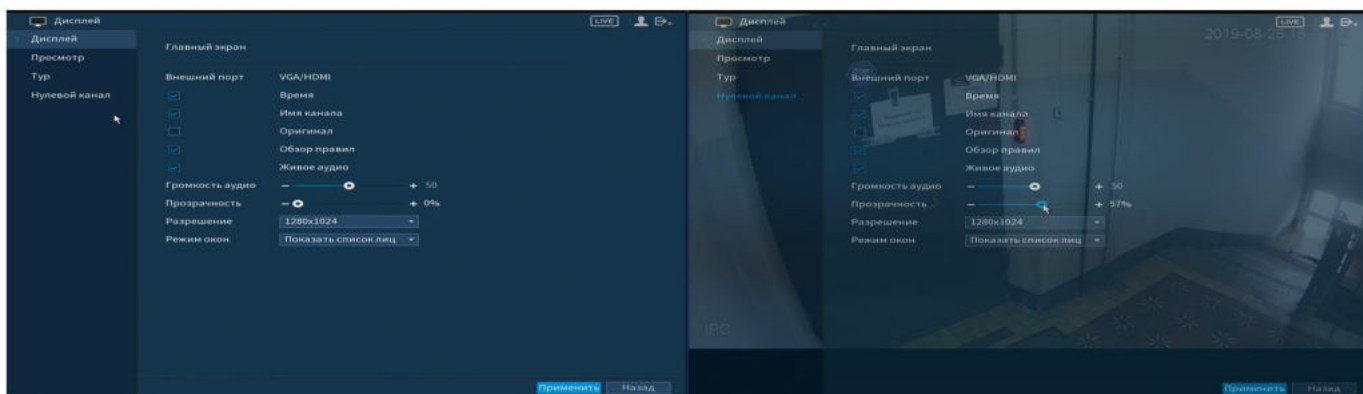 Дисплей LIVE
Дисплей
Просмотр
Тур
Нулевой канал
Главный экран
Внешний порт VGA/HDMI
Время
Имя канала
Оригинал
Обзор правил
Живое аудио
Громкость аудио - + 50
Прозрачность - + 0%
Разрешение 1280x1024
Режим окон Показать список лиц
Применить Назад
Дисплей LIVE
2019-08-26 16
Дисплей
Просмотр
Тур
Нулевой канал
Главный экран
Внешний порт VGA/HDMI
Время
Имя канала
Оригинал
Обзор правил
Живое аудио
Громкость аудио - + 50
Прозрачность - + 57%
Разрешение 1280x1024
Режим окон Показать список лиц
IPC
Применить Назад